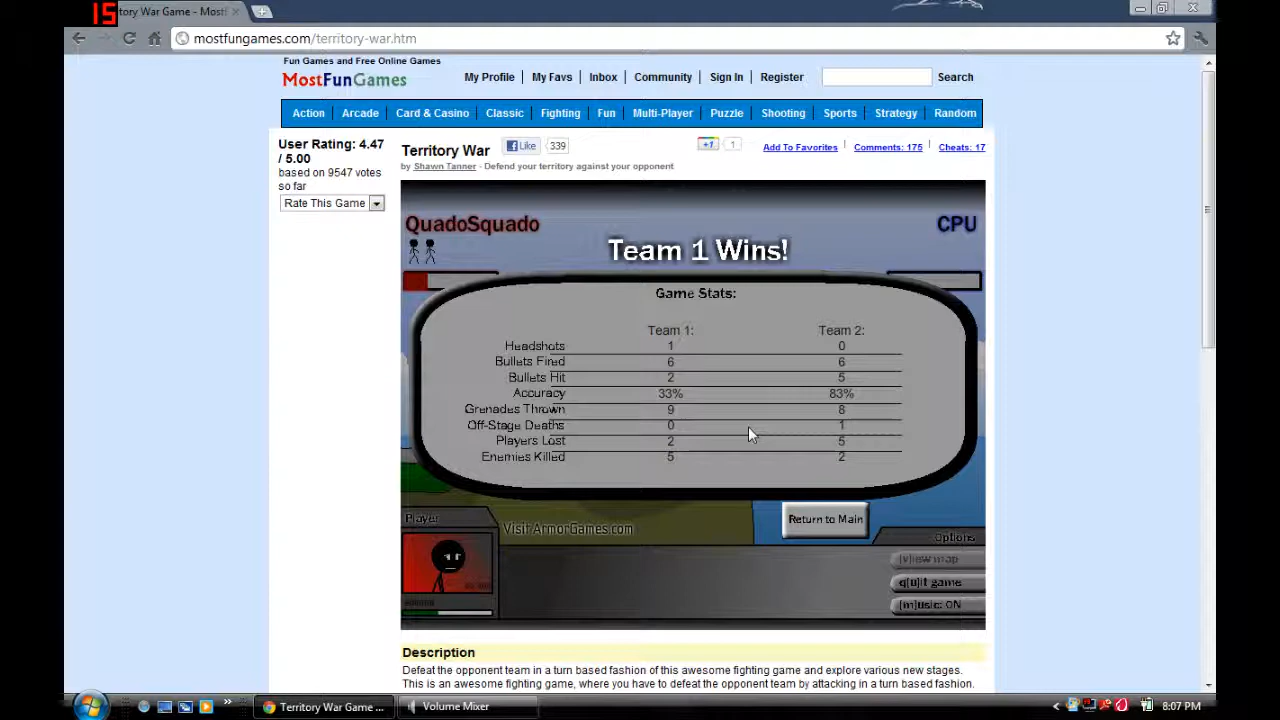 15
tory War Game - MostF
mostfungames.com/territory-war.htm
Fun Games and Free Online Games
MostFunGames
My Profile My Favs Inbox Community Sign In Register Search
Action Arcade Card & Casino Classic Fighting Fun Multi-Player Puzzle Shooting Sports Strategy Random
User Rating: 4.47
/ 5.00
based on 9547 votes
so far
Rate This Game
Territory War Like 339 +1 1 Add To Favorites Comments: 175 Cheats: 17
by Shawn Tanner - Defend your territory against your opponent
QuadoSquado CPU
Team 1 Wins!
Game Stats:
Team 1: Team 2:
Headshots 1 0
Bullets Fired 6 6
Bullets Hit 2 5
Accuracy 33% 83%
Grenades Thrown 9 8
Off-Stage Deaths 0 1
Players Lost 2 5
Enemies Killed 5 2
Player
Visit ArmorGames.com
Return to Main
Options
[v]iew map
q[u]it game
[m]usic: ON
Description
Defeat the opponent team in a turn based fashion of this awesome fighting game and explore various new stages.
This is an awesome fighting game, where you have to defeat the opponent team by attacking in a turn based fashion.
Territory War Game ... Volume Mixer 8:07 PM